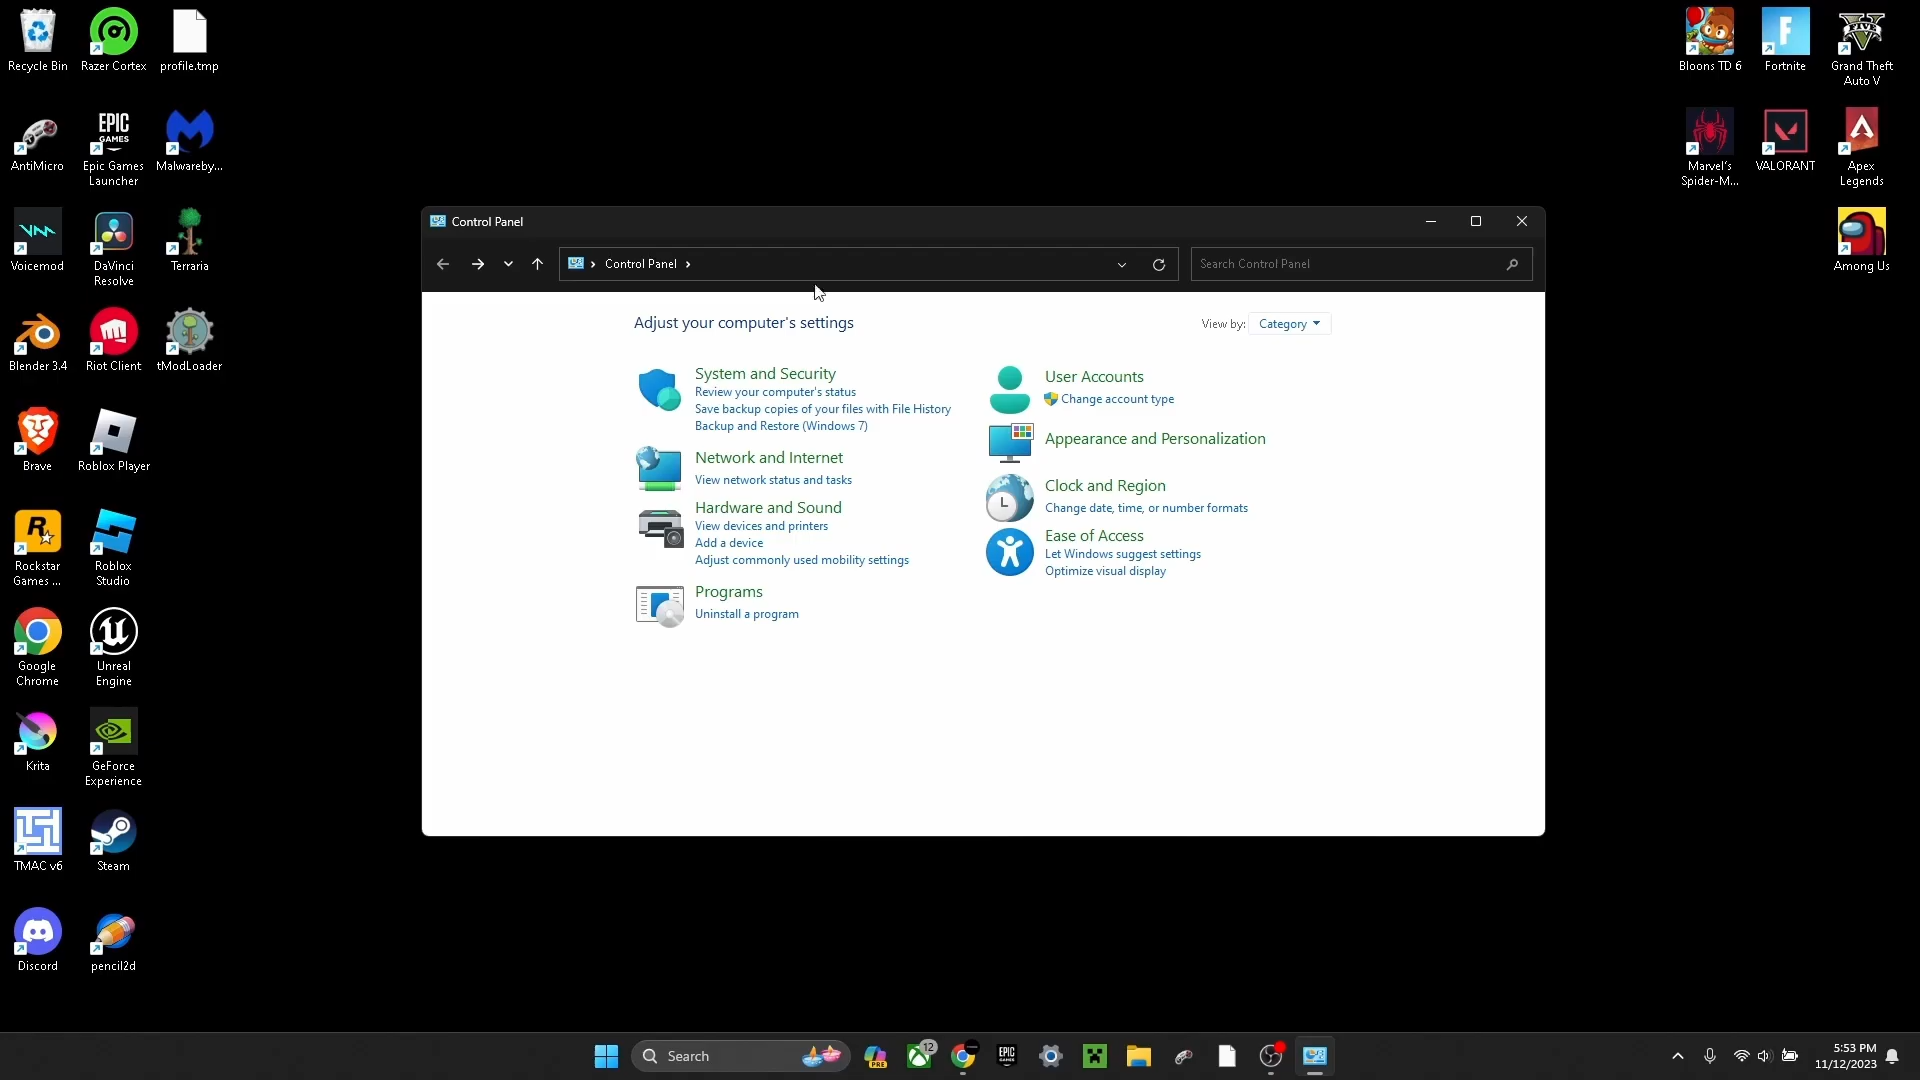 Recycle Bin
Razer Cortex
profile.tmp
AntiMicro
EPIC
GAMES
Epic Games
Launcher
Malwareby...
Voicemod
DaVinci
Resolve
Terraria
Blender 3.4
Riot Client
tModLoader
Brave
Roblox Player
Rockstar
Games ...
Roblox
Studio
Google
Chrome
Unreal
Engine
Krita
GeForce
Experience
TMAC v6
Steam
Discord
pencil2d
Control Panel
Control Panel
Search Control Panel
Adjust your computer's settings
View by: Category
System and Security
Review your computer's status
Save backup copies of your files with File History
Backup and Restore (Windows 7)
Network and Internet
View network status and tasks
Hardware and Sound
View devices and printers
Add a device
Adjust commonly used mobility settings
Programs
Uninstall a program
User Accounts
Change account type
Appearance and Personalization
Clock and Region
Change date, time, or number formats
Ease of Access
Let Windows suggest settings
Optimize visual display
Bloons TD 6
Fortnite
Grand Theft
Auto V
Marvel's
Spider-M...
VALORANT
Apex
Legends
Among Us
Search
PRE
12
EPIC
5:53 PM
11/12/2023